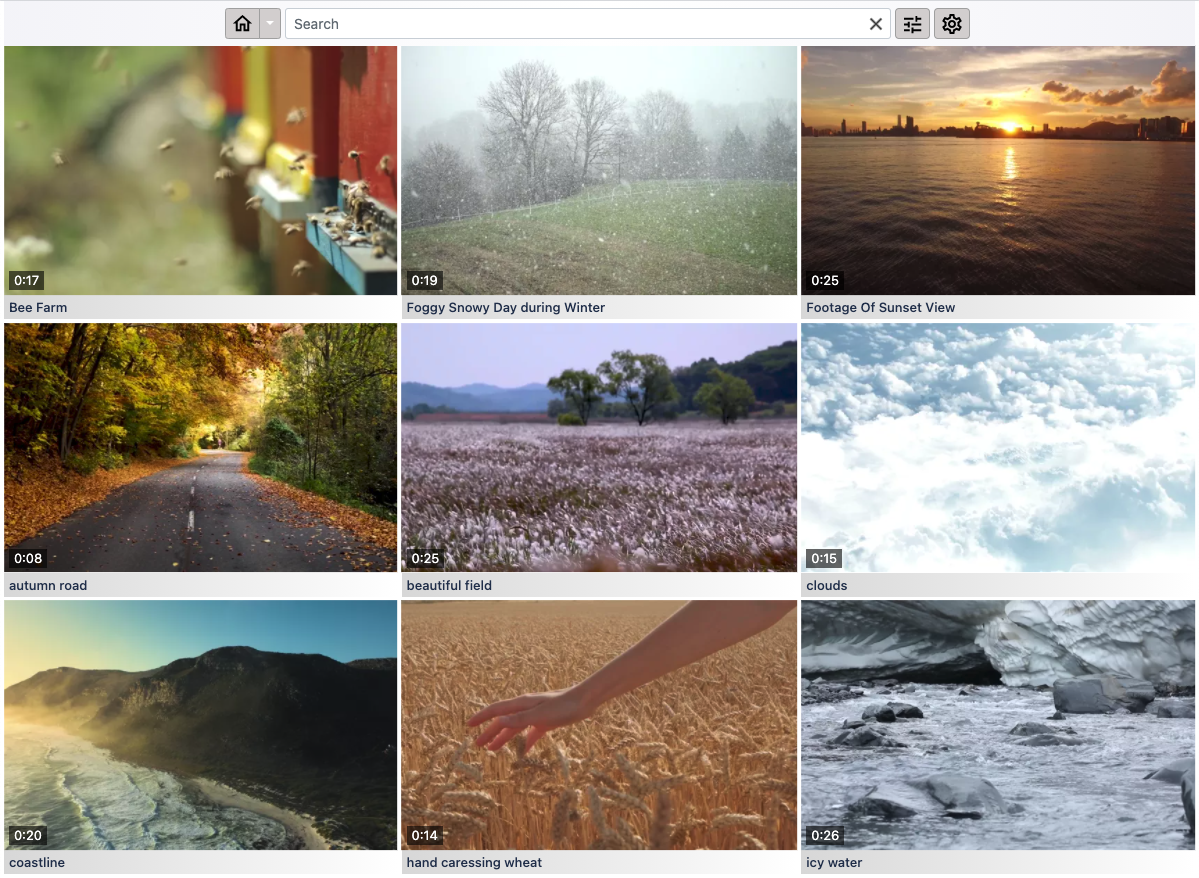 Search
0:17
Bee Farm
0:19
Foggy Snowy Day during Winter
0:25
Footage Of Sunset View
0:08
autumn road
0:25
beautiful field
0:15
clouds
0:20
coastline
0:14
hand caressing wheat
0:26
icy water